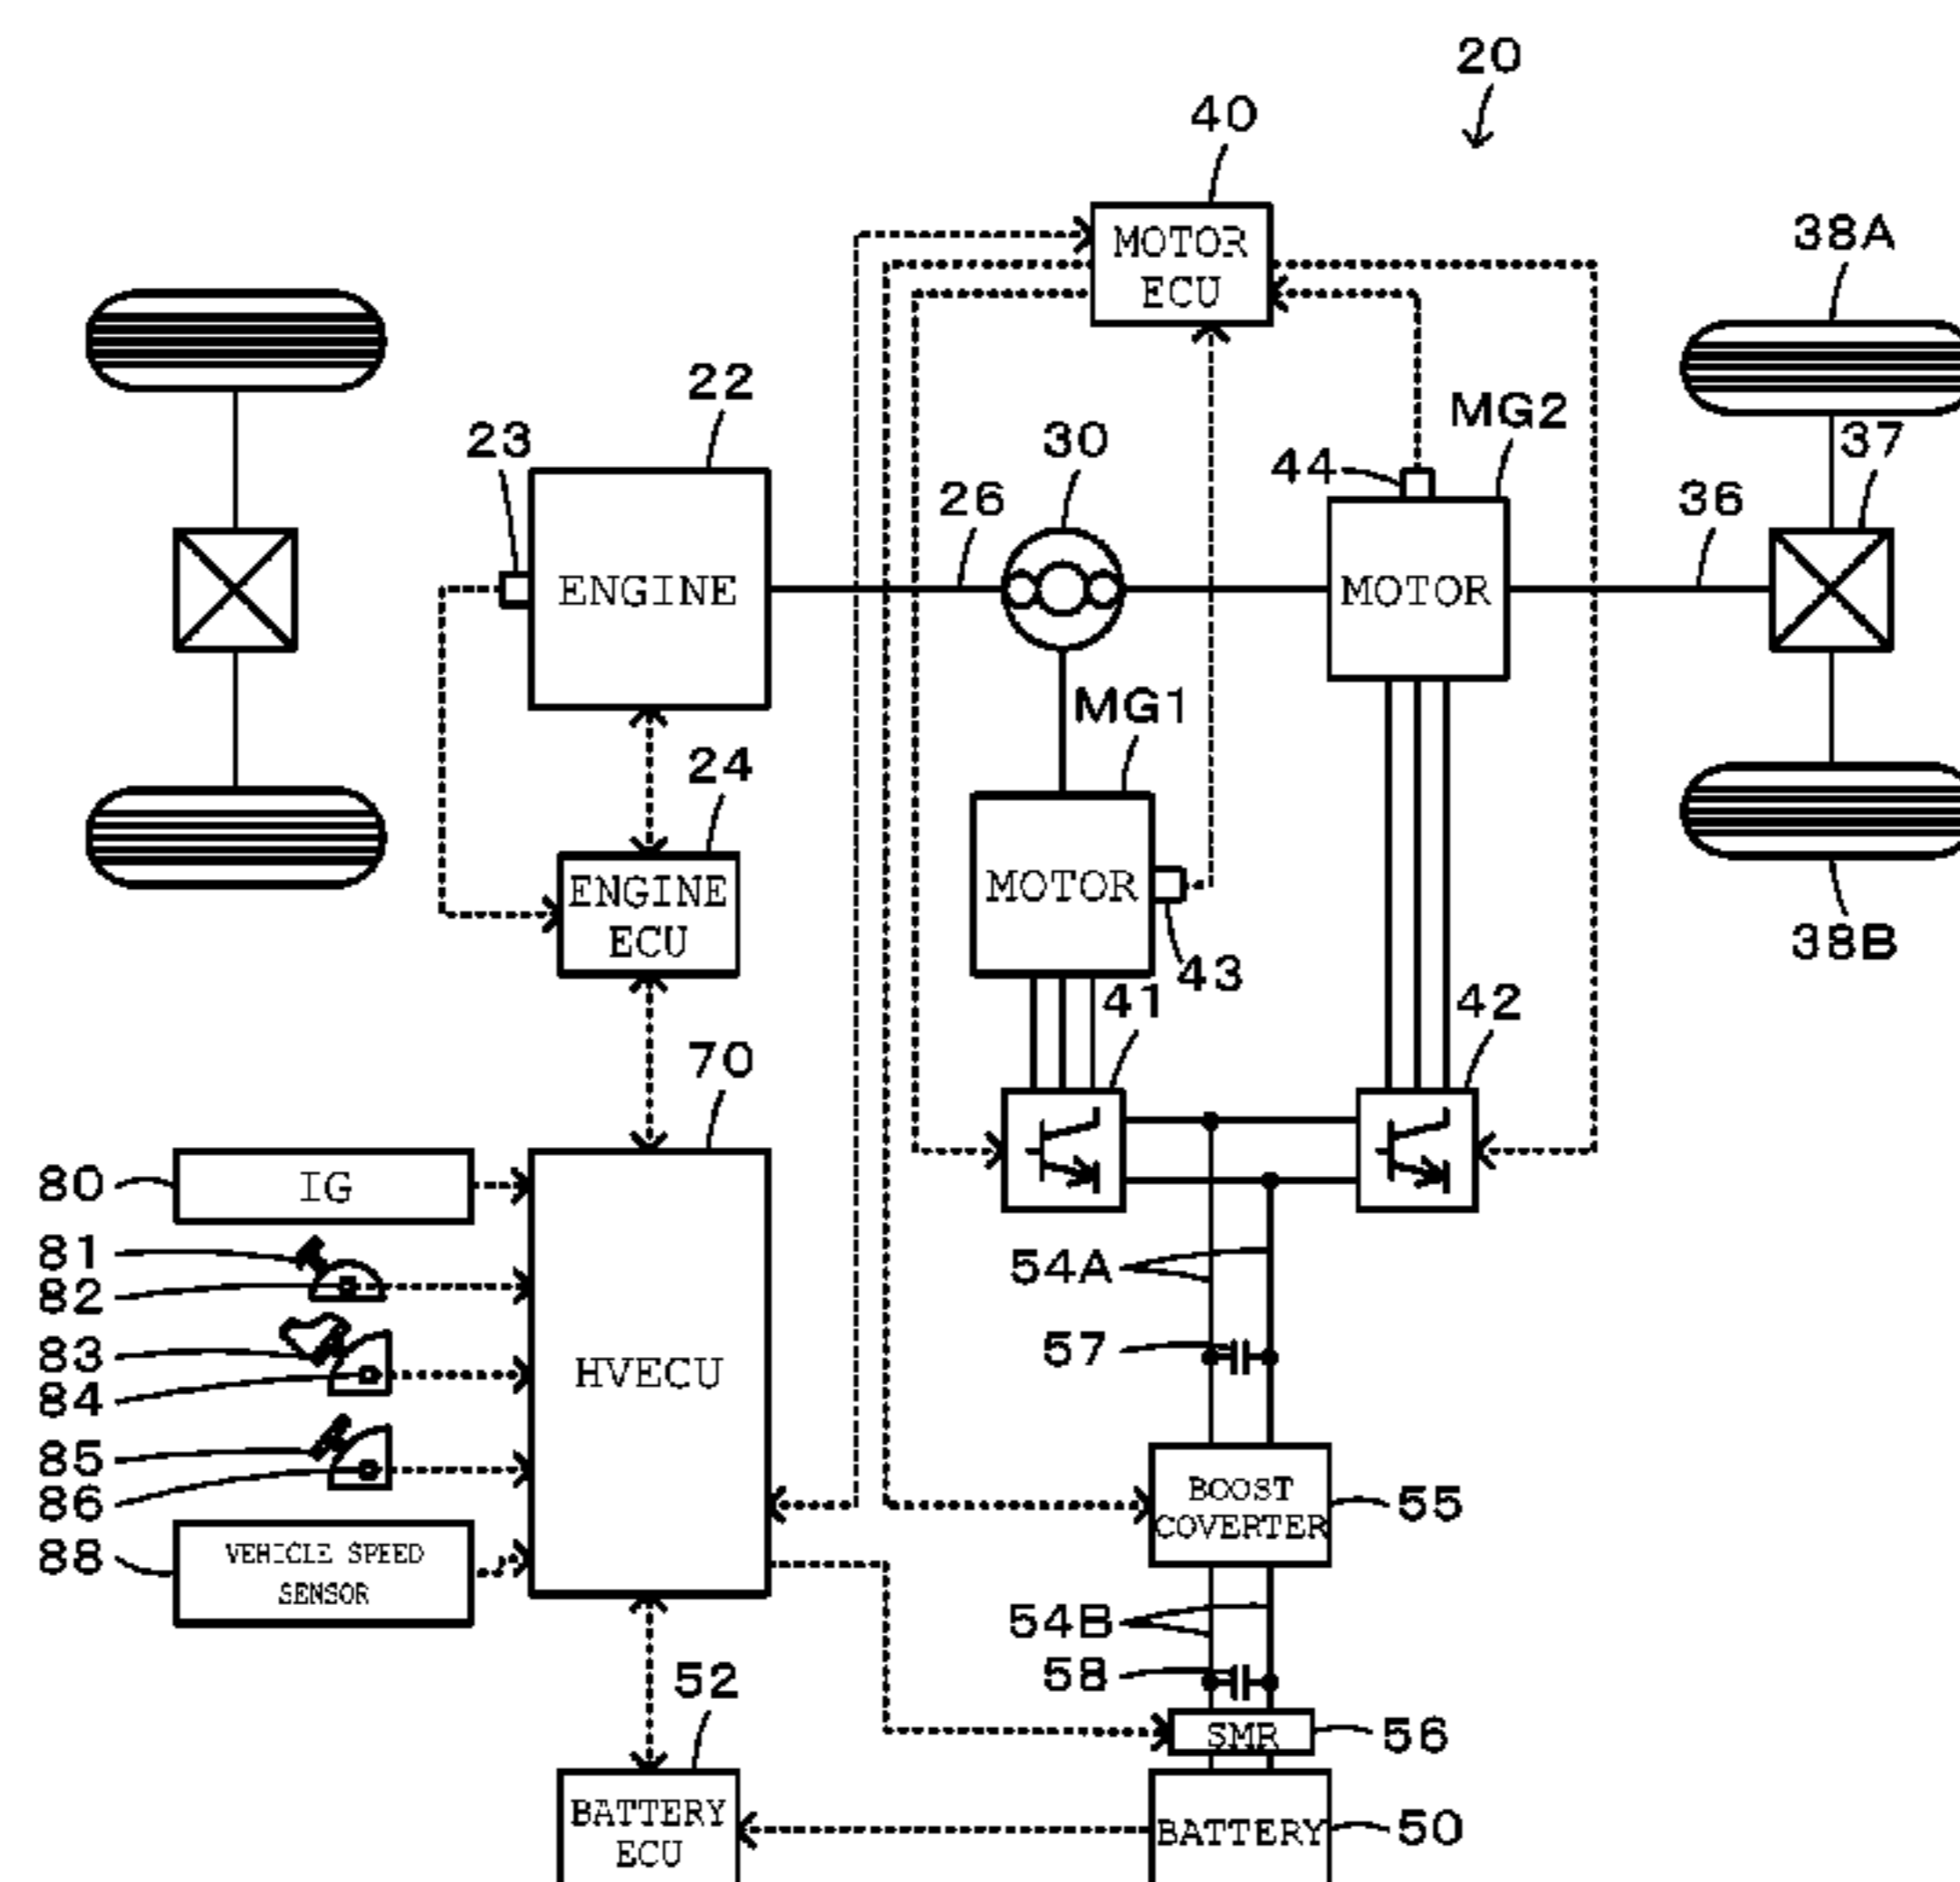 20
40
MOTOR
ECU
38A
22
MG2
23
30
44
37
26
36
ENGINE
MOTOR
MG1
24
ENGINE
ECU
MOTOR
38B
43
41
42
70
80
IG
81
82
54A
83
84
HVECU
57
85
86
BOOST
COVERTER
55
88
VEHICLE SPEED
SENSOR
54B
58
52
SMR
56
BATTERY
ECU
BATTERY
50